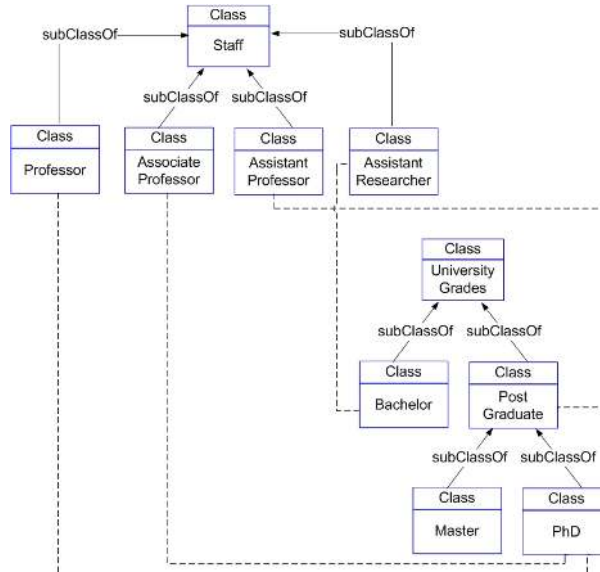 Class
subClassOf
Staff
subClassOf
subClassOf
subClassOf
Class
Class
Class
Class
Professor
Associate
Professor
Assistant
Professor
Assistant
Researcher
Class
University
Grades
subClassOf
subClassOf
Class
Class
Bachelor
Post
Graduate
subClassOf
subClassOf
Class
Class
Master
PhD